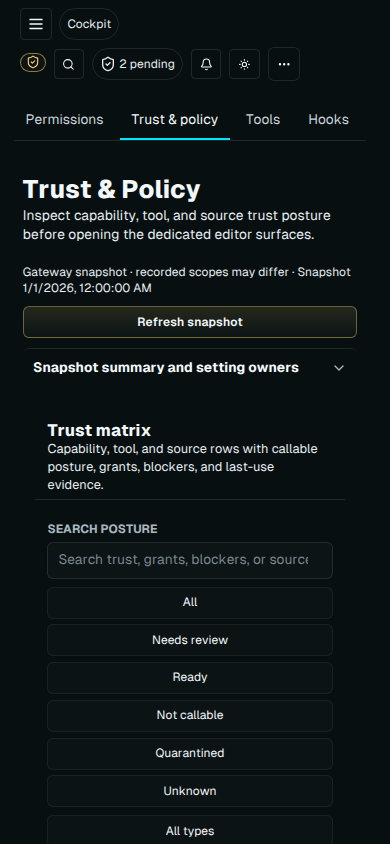 Cockpit
2 pending
Permissions
Trust & policy
Tools
Hooks
Trust & Policy
Inspect capability, tool, and source trust posture
before opening the dedicated editor surfaces.
Gateway snapshot · recorded scopes may differ · Snapshot
1/1/2026, 12:00:00 AM
Refresh snapshot
Snapshot summary and setting owners
Trust matrix
Capability, tool, and source rows with callable
posture, grants, blockers, and last-use
evidence.
SEARCH POSTURE
Search trust, grants, blockers, or source
All
Needs review
Ready
Not callable
Quarantined
Unknown
All types